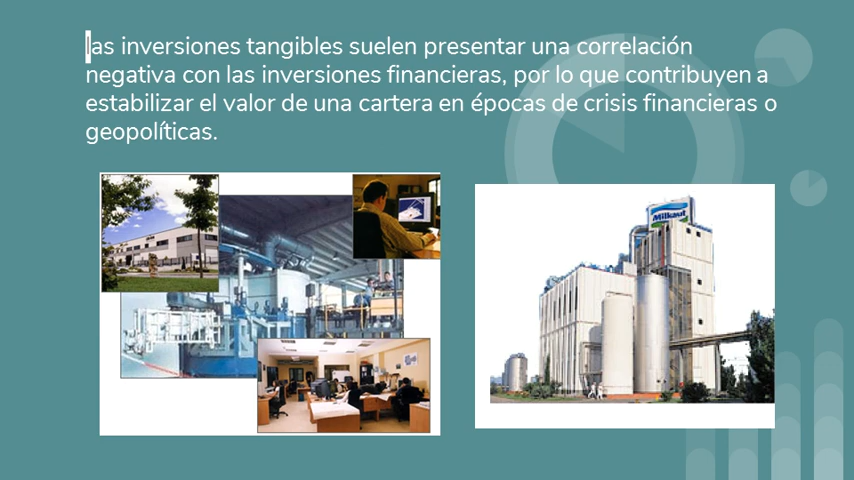 las inversiones tangibles suelen presentar una correlación
negativa con las inversiones financieras, por lo que contribuyen a
estabilizar el valor de una cartera en épocas de crisis financieras o
geopolíticas.
Milkaut